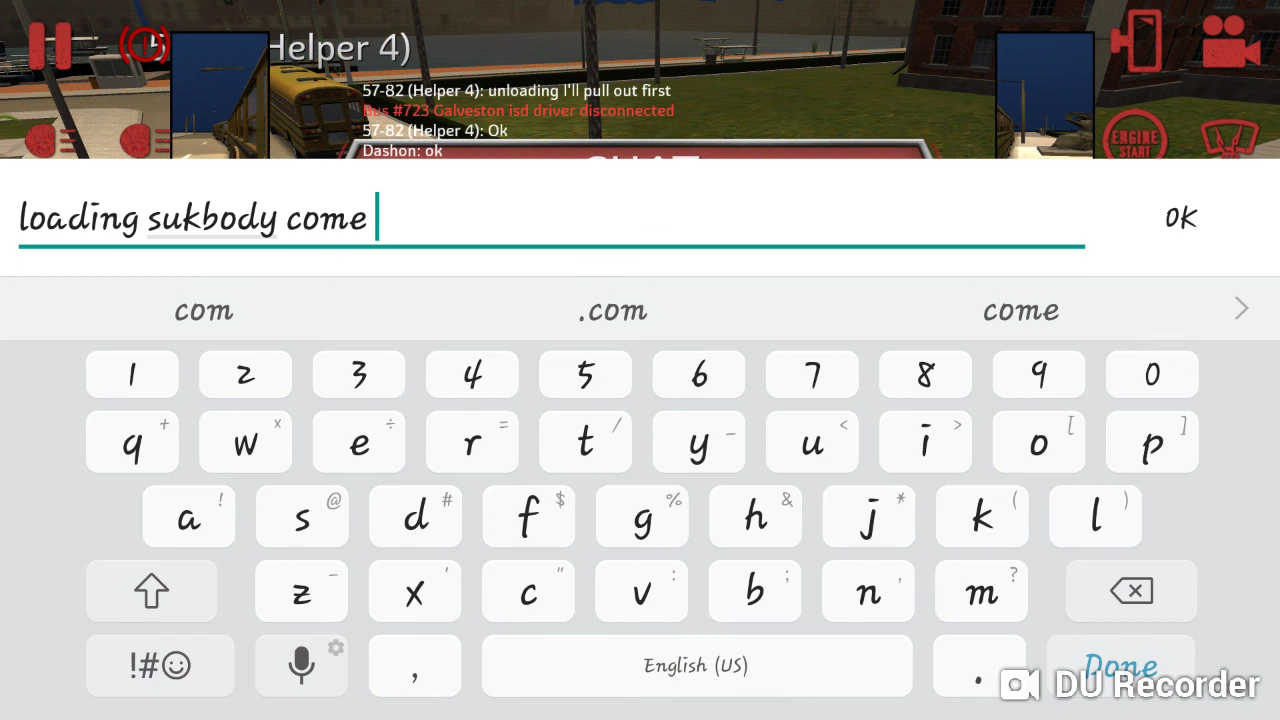 Helper 4)
57-82 (Helper 4): unloading I'll pull out first
Bus #723 Galveston isd driver disconnected
57-82 (Helper 4): Ok
Dashon: ok
CHAT
ENGINE
START
loading sukbody come
OK
com .com come
1 2 3 4 5 6 7 8 9 0
q + w x e ÷ r = t / y _ u < i > o [ p ]
a ! s @ d # f $ g % h & j * k ( l )
z - x ' c " v : b ; n , m ?
!#☺ , English (US) . Done
DU Recorder